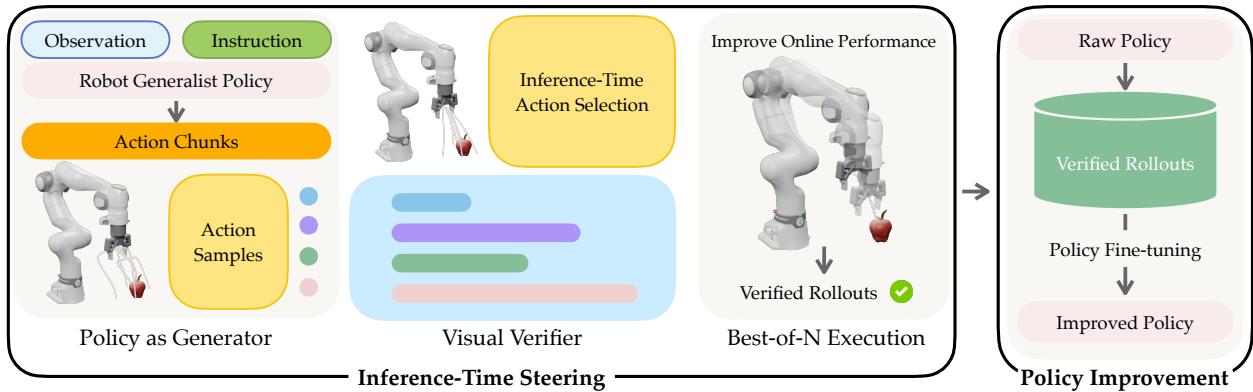 Observation
Instruction
Robot Generalist Policy
Action Chunks
Action
Samples
Policy as Generator
Inference-Time
Action Selection
Visual Verifier
Improve Online Performance
Verified Rollouts
Best-of-N Execution
Inference-Time Steering
Raw Policy
Verified Rollouts
Policy Fine-tuning
Improved Policy
Policy Improvement